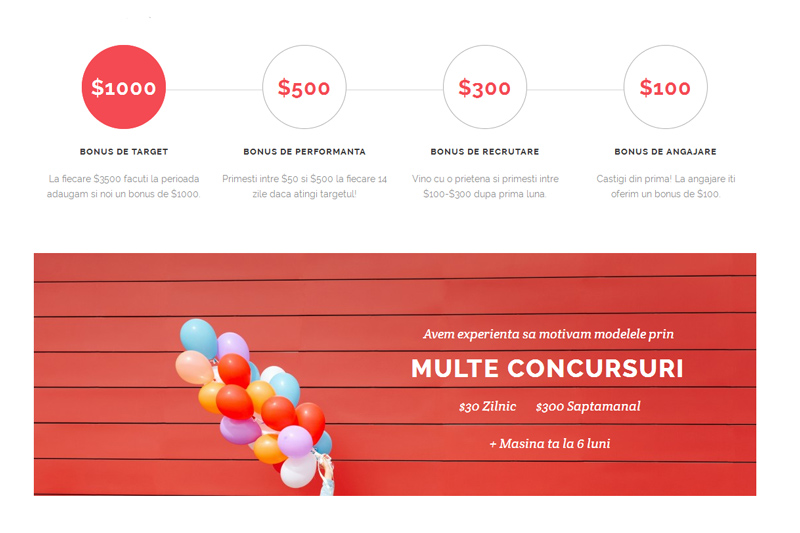 $1000
$500
$300
$100
BONUS DE TARGET
BONUS DE PERFORMANTA
BONUS DE RECRUTARE
BONUS DE ANGAJARE
La fiecare $3500 facuti la perioada
adaugam si noi un bonus de $1000.
Primesti intre $50 si $500 la fiecare 14
zile daca atingi targetul!
Vino cu o prietena si primesti intre
$100-$300 dupa prima luna.
Castigi din prima! La angajare iti
oferim un bonus de $100.
Avem experienta sa motivam modelele prin
MULTE CONCURSURI
$30 Zilnic $300 Saptamanal
+ Masina ta la 6 luni